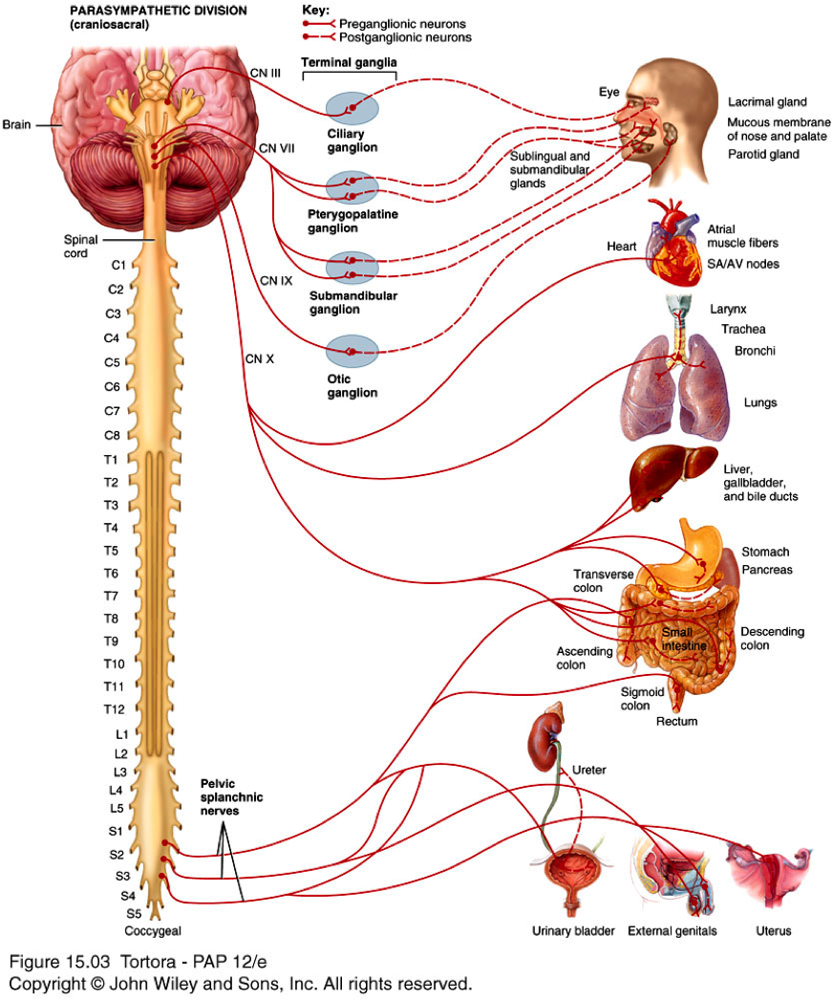 PARASYMPATHETIC DIVISION
(craniosacral)
Key:
Preganglionic neurons
Postganglionic neurons
Terminal ganglia
CN III
Eye
Brain
Ciliary
ganglion
Lacrimal gland
Mucous membrane
of nose and palate
Parotid gland
CN VII
Sublingual and
submandibular
glands
Pterygopalatine
ganglion
Spinal
cord
Heart
Atrial
muscle fibers
SA/AV nodes
C1
C2
C3
C4
C5
C6
C7
C8
T1
T2
T3
T4
T5
T6
T7
T8
T9
T10
T11
T12
L1
L2
L3
L4
L5
S1
S2
S3
S4
S5
Coccygeal
CN IX
Submandibular
ganglion
Larynx
Trachea
Bronchi
CN X
Otic
ganglion
Lungs
Liver,
gallbladder,
and bile ducts
Stomach
Pancreas
Transverse
colon
Small
intestine
Descending
colon
Ascending
colon
Sigmoid
colon
Rectum
Ureter
Pelvic
splanchnic
nerves
Urinary bladder
External genitals
Uterus
Figure 15.03 Tortora - PAP 12/e
Copyright © John Wiley and Sons, Inc. All rights reserved.